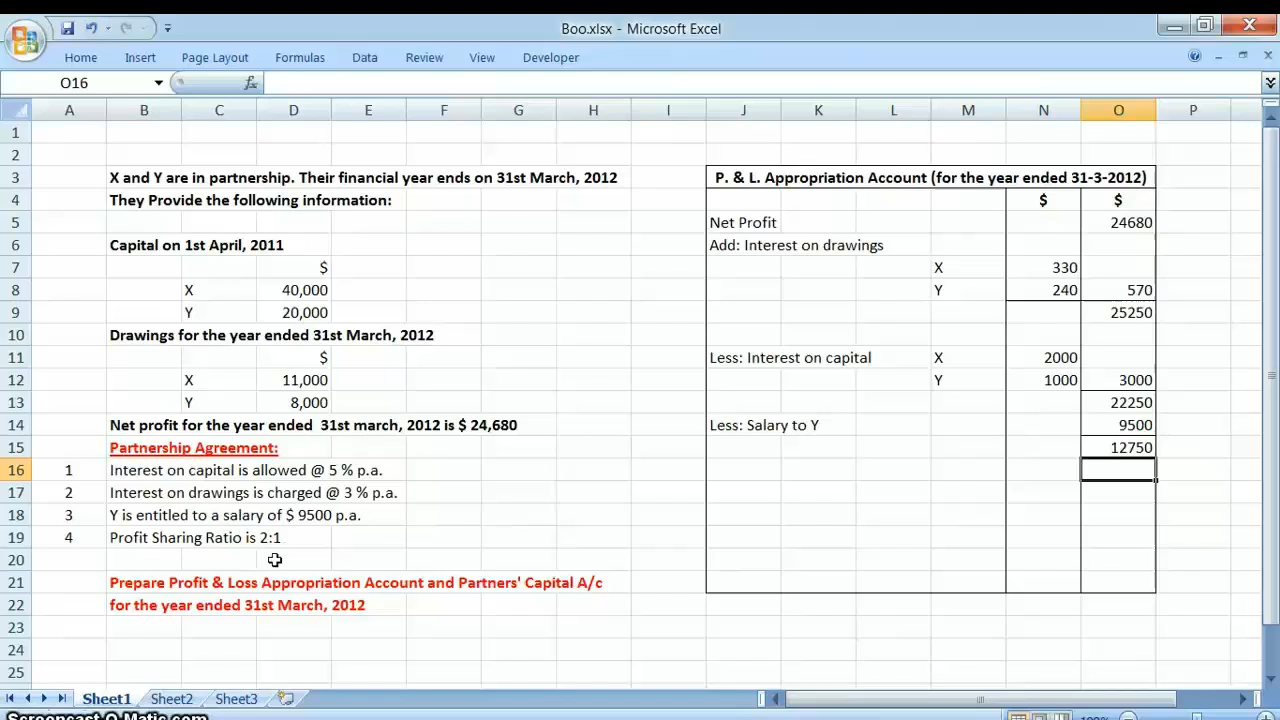 Boo.xlsx - Microsoft Excel
Home Insert Page Layout Formulas Data Review View Developer
O16 fx
A B C D E F G H I J K L M N O P
1
2
3 X and Y are in partnership. Their financial year ends on 31st March, 2012 P. & L. Appropriation Account (for the year ended 31-3-2012)
4 They Provide the following information: $ $
5 Net Profit 24680
6 Capital on 1st April, 2011 Add: Interest on drawings
7 $ X 330
8 X 40,000 Y 240 570
9 Y 20,000 25250
10 Drawings for the year ended 31st March, 2012
11 $ Less: Interest on capital X 2000
12 X 11,000 Y 1000 3000
13 Y 8,000 22250
14 Net profit for the year ended 31st march, 2012 is $ 24,680 Less: Salary to Y 9500
15 Partnership Agreement: 12750
16 1 Interest on capital is allowed @ 5 % p.a.
17 2 Interest on drawings is charged @ 3 % p.a.
18 3 Y is entitled to a salary of $ 9500 p.a.
19 4 Profit Sharing Ratio is 2:1
20
21 Prepare Profit & Loss Appropriation Account and Partners' Capital A/c
22 for the year ended 31st March, 2012
23
24
25
Sheet1 Sheet2 Sheet3